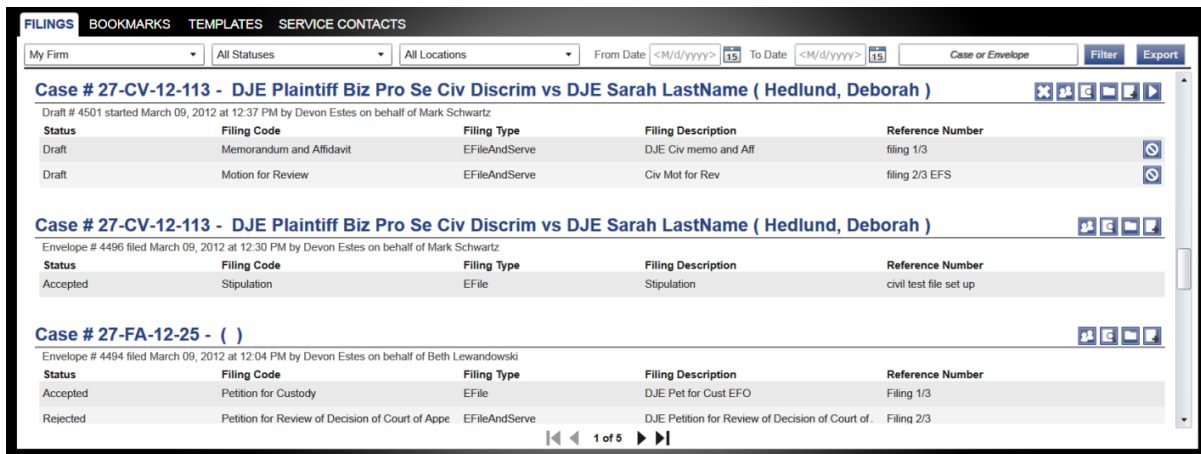 FILINGS BOOKMARKS TEMPLATES SERVICE CONTACTS
My Firm All Statuses All Locations From Date <M/d/yyyy> 15 To Date <M/d/yyyy> 15 Case or Envelope Filter Export
Case # 27-CV-12-113 - DJE Plaintiff Biz Pro Se Civ Discrim vs DJE Sarah LastName ( Hedlund, Deborah )
Draft # 4501 started March 09, 2012 at 12:37 PM by Devon Estes on behalf of Mark Schwartz
Status Filing Code Filing Type Filing Description Reference Number
Draft Memorandum and Affidavit EFileAndServe DJE Civ memo and Aff filing 1/3
Draft Motion for Review EFileAndServe Civ Mot for Rev filing 2/3 EFS
Case # 27-CV-12-113 - DJE Plaintiff Biz Pro Se Civ Discrim vs DJE Sarah LastName ( Hedlund, Deborah )
Envelope # 4496 filed March 09, 2012 at 12:30 PM by Devon Estes on behalf of Mark Schwartz
Status Filing Code Filing Type Filing Description Reference Number
Accepted Stipulation EFile Stipulation civil test file set up
Case # 27-FA-12-25 - ( )
Envelope # 4494 filed March 09, 2012 at 12:04 PM by Devon Estes on behalf of Beth Lewandowski
Status Filing Code Filing Type Filing Description Reference Number
Accepted Petition for Custody EFile DJE Pet for Cust EFO Filing 1/3
Rejected Petition for Review of Decision of Court of Appe EFileAndServe DJE Petition for Review of Decision of Court of. Filing 2/3
1 of 5